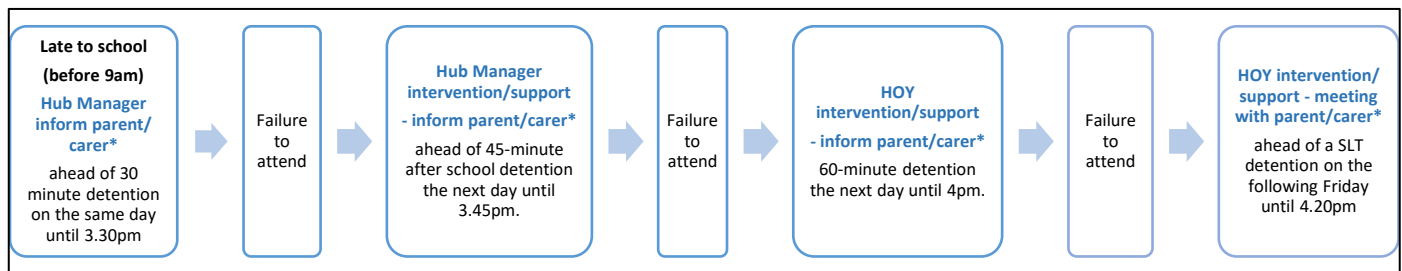 Late to school
(before 9am)
Hub Manager
inform parent/
carer*
ahead of 30
minute detention
on the same day
until 3.30pm
Failure
to
attend
Hub Manager
intervention/support
- inform parent/carer*
ahead of 45-minute
after school detention
the next day until
3.45pm.
Failure
to
attend
HOY
intervention/support
- inform parent/carer*
60-minute detention
the next day until 4pm.
Failure
to
attend
HOY intervention/
support - meeting
with parent/carer*
ahead of a SLT
detention on the
following Friday
until 4.20pm